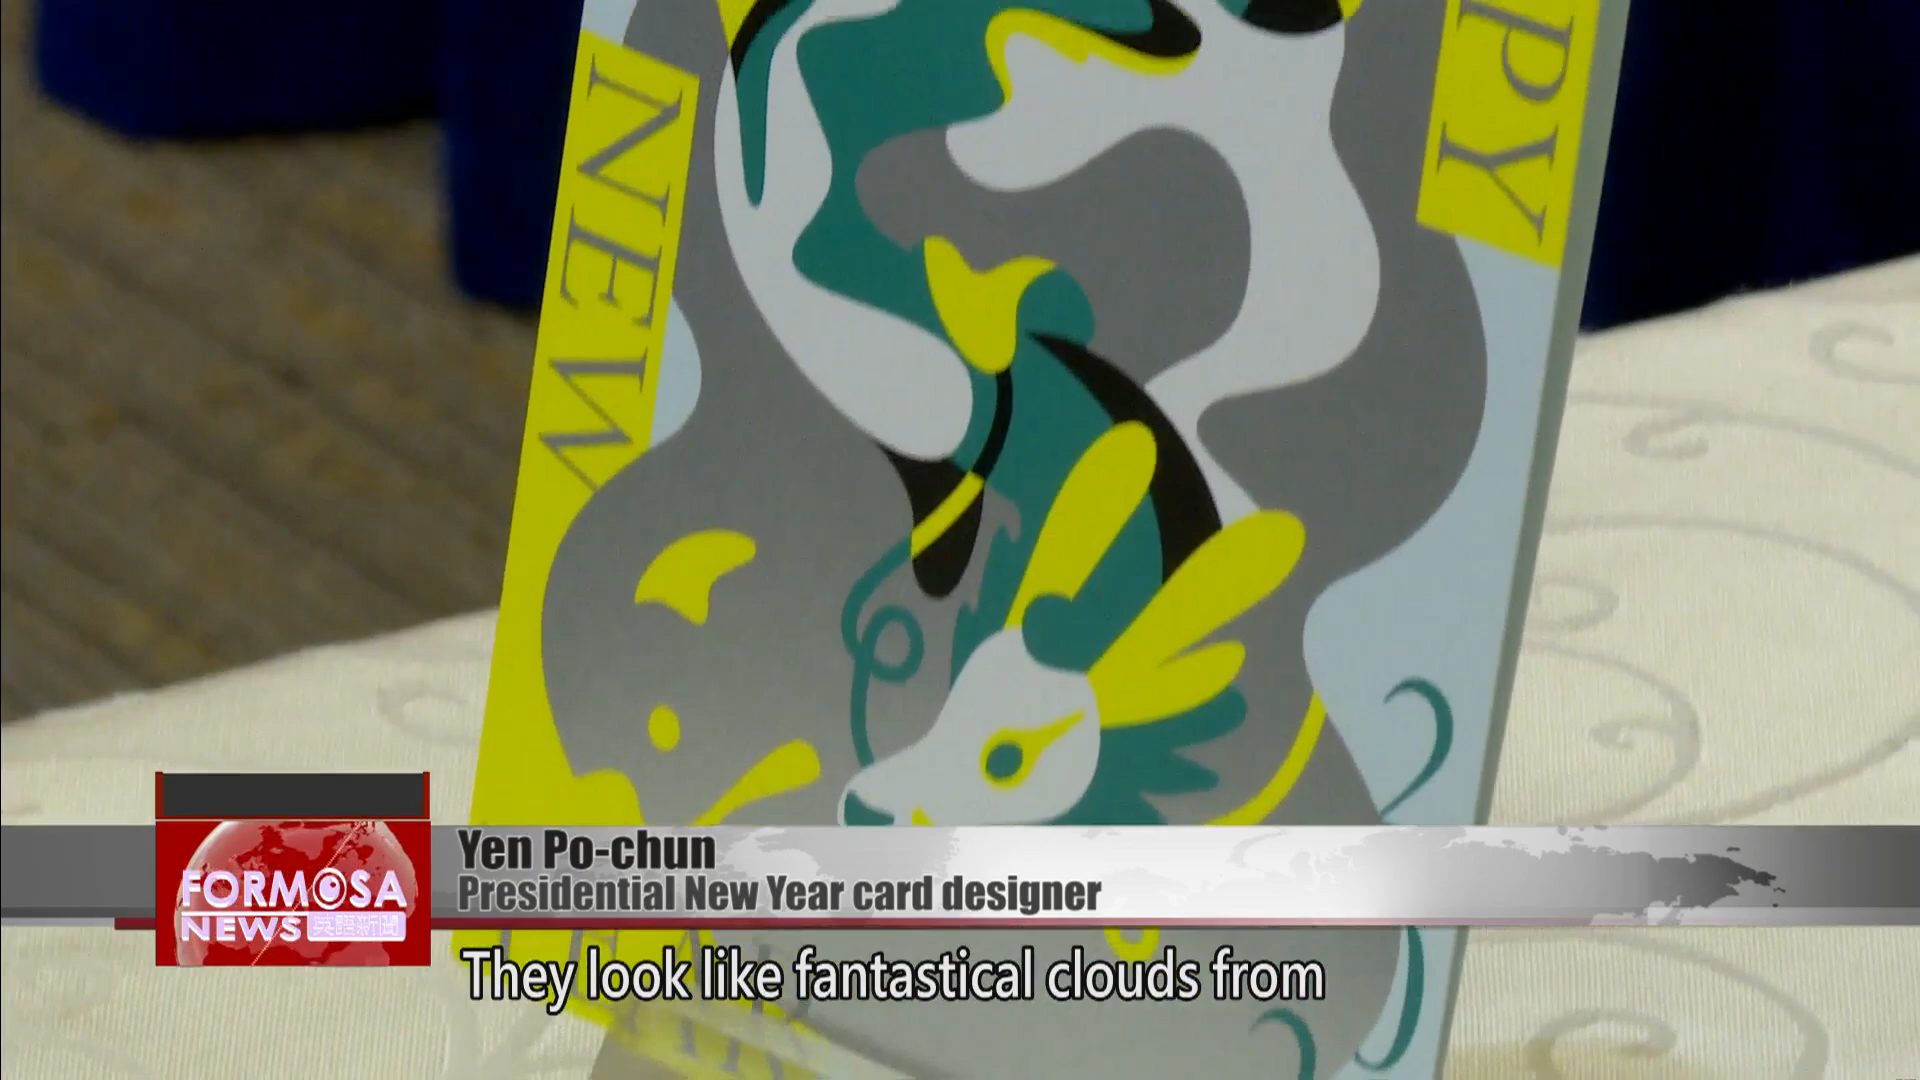 NEW
PY
Yen Po-chun
Presidential New Year card designer
FORMOSA
NEWS 英語新聞
They look like fantastical clouds from